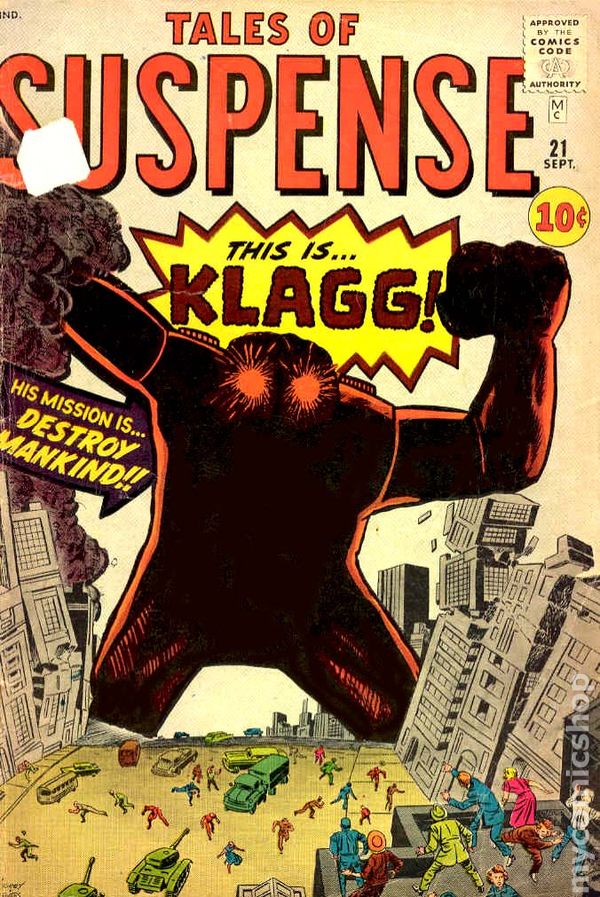 IND.
TALES OF
SUSPENSE
APPROVED
BY THE
COMICS
CODE
A
AUTHORITY
M
C
21
SEPT.
10¢
THIS IS...
KLAGG!
HIS MISSION IS...
DESTROY
MANKIND!!
mycomicshop